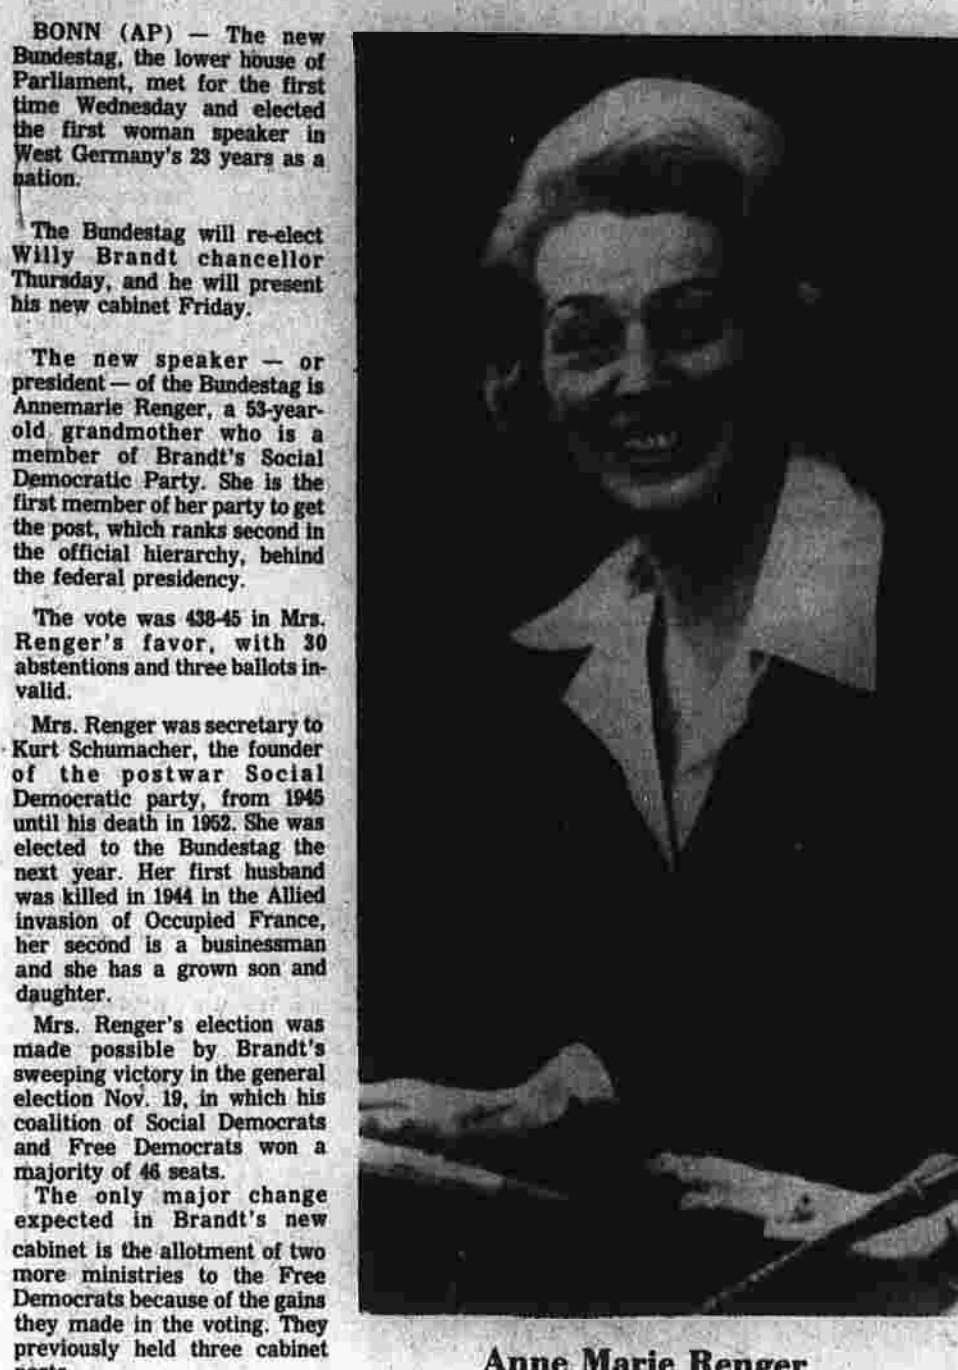 BONN (AP) — The new
Bundestag, the lower house of
Parliament, met for the first
time Wednesday and elected
the first woman speaker in
West Germany's 23 years as a
nation.
The Bundestag will re-elect
Willy Brandt chancellor
Thursday, and he will present
his new cabinet Friday.
The new speaker — or
president — of the Bundestag is
Annemarie Renger, a 53-year-
old grandmother who is a
member of Brandt's Social
Democratic Party. She is the
first member of her party to get
the post, which ranks second in
the official hierarchy, behind
the federal presidency.
The vote was 438-45 in Mrs.
Renger's favor, with 30
abstentions and three ballots in-
valid.
Mrs. Renger was secretary to
Kurt Schumacher, the founder
of the postwar Social
Democratic party, from 1945
until his death in 1952. She was
elected to the Bundestag the
next year. Her first husband
was killed in 1944 in the Allied
invasion of Occupied France,
her second is a businessman
and she has a grown son and
daughter.
Mrs. Renger's election was
made possible by Brandt's
sweeping victory in the general
election Nov. 19, in which his
coalition of Social Democrats
and Free Democrats won a
majority of 46 seats.
The only major change
expected in Brandt's new
cabinet is the allotment of two
more ministries to the Free
Democrats because of the gains
they made in the voting. They
previously held three cabinet
Anne Marie Renger